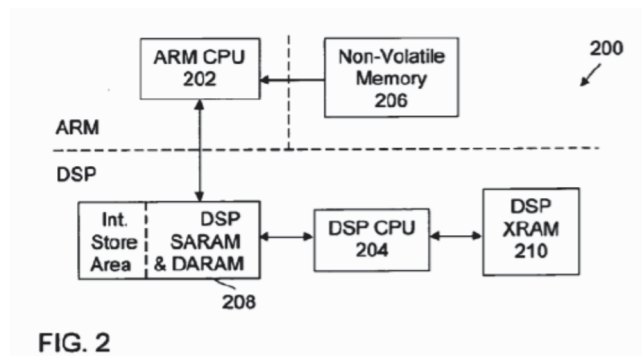 ARM CPU
202
Non-Volatile
Memory
206
200
ARM
DSP
Int.
Store
Area
DSP
SARAM
& DARAM
208
DSP CPU
204
DSP
XRAM
210
FIG. 2